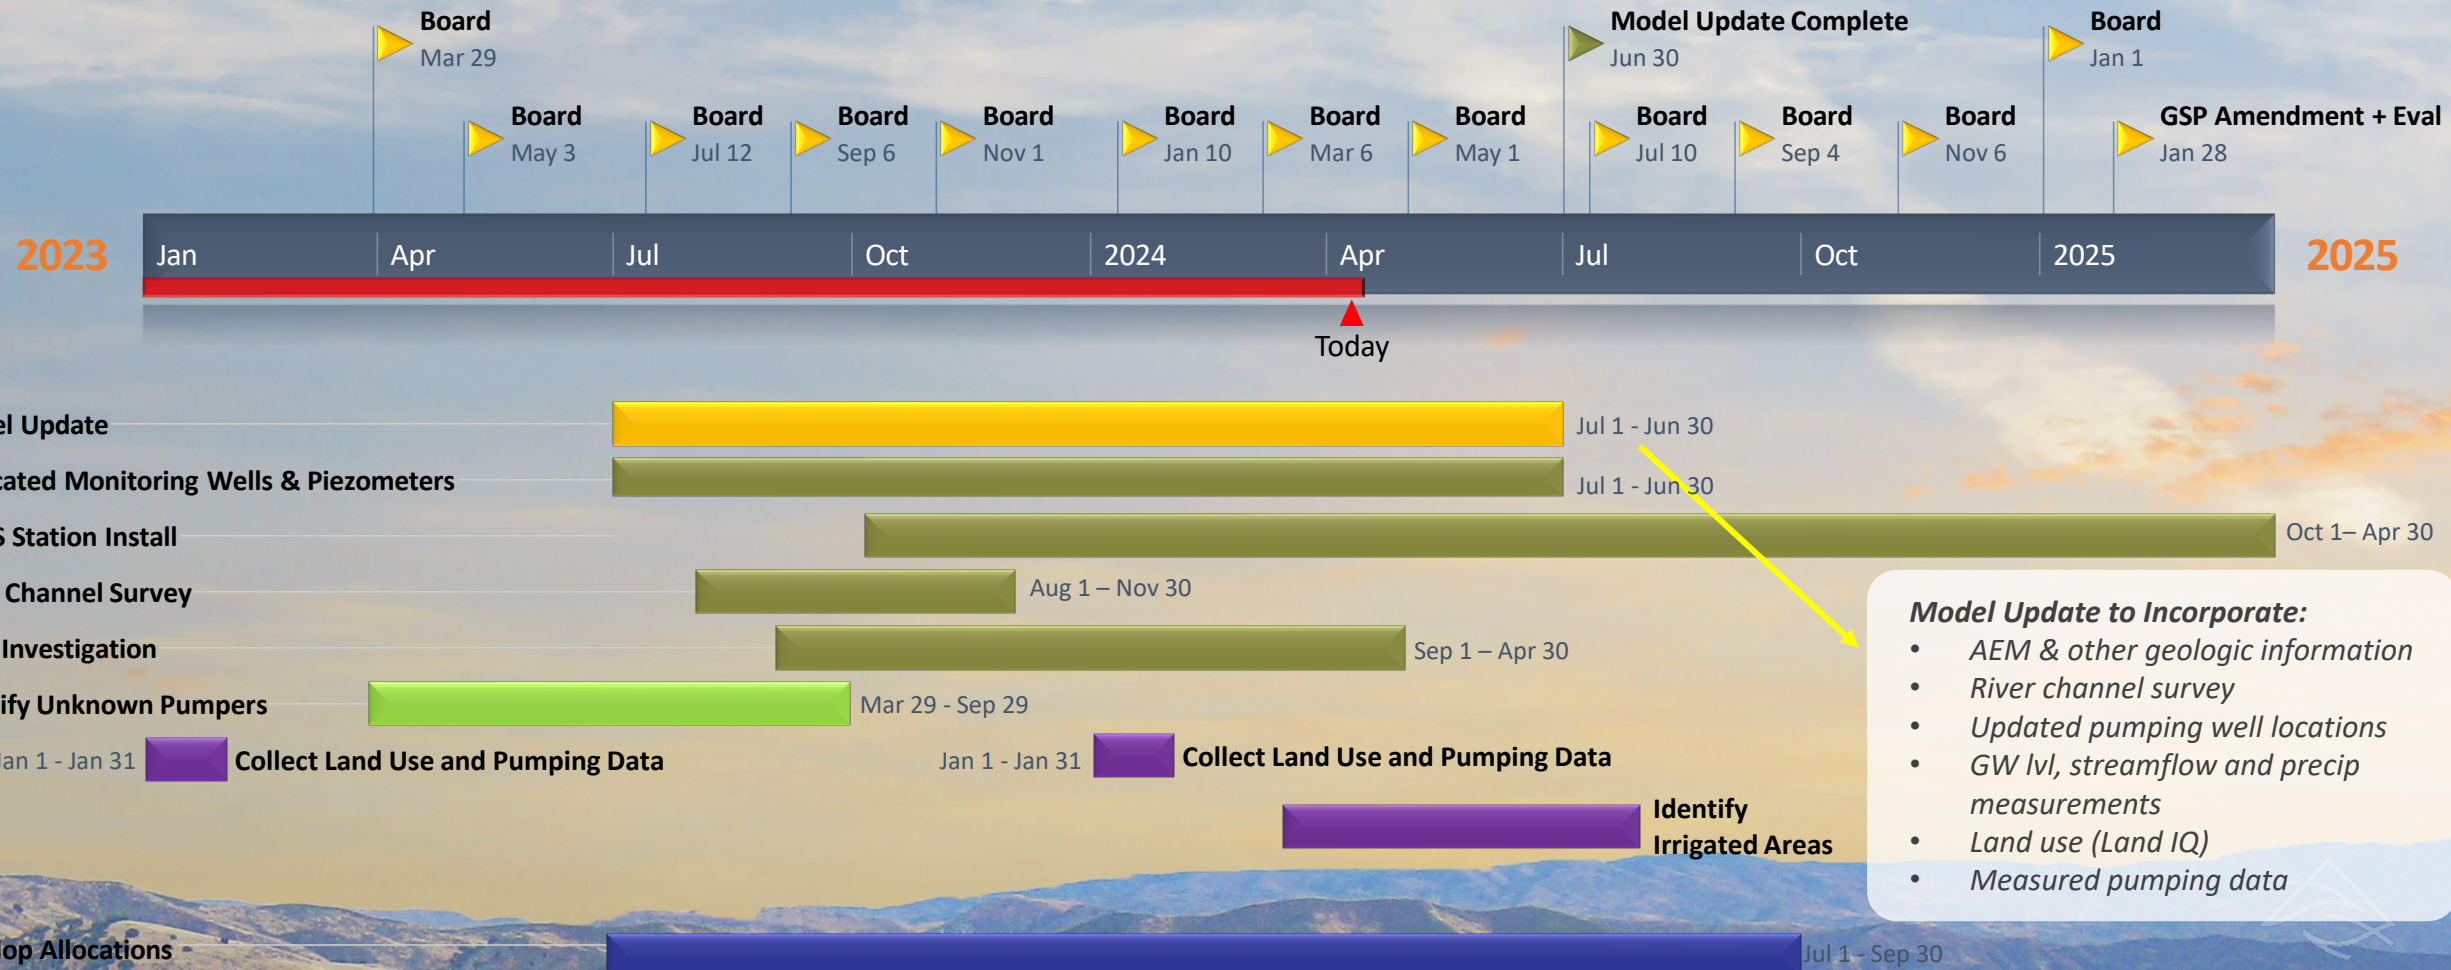 Board
Mar 29
Model Update Complete
Jun 30
Board
Jan 1
Board
May 3
Board
Jul 12
Board
Sep 6
Board
Nov 1
Board
Jan 10
Board
Mar 6
Board
May 1
Board
Jul 10
Board
Sep 4
Board
Nov 6
GSP Amendment + Eval
Jan 28
2023
Jan
Apr
Jul
Oct
2024
Apr
Jul
Oct
2025
2025
Today
el Update
Jul 1 - Jun 30
cated Monitoring Wells & Piezometers
Jul 1 - Jun 30
S Station Install
Oct 1– Apr 30
Channel Survey
Aug 1 – Nov 30
Investigation
Sep 1 – Apr 30
ify Unknown Pumpers
Mar 29 - Sep 29
Jan 1 - Jan 31
Collect Land Use and Pumping Data
Jan 1 - Jan 31
Collect Land Use and Pumping Data
Identify
Irrigated Areas
lop Allocations
Jul 1 - Sep 30
Model Update to Incorporate:
• AEM & other geologic information
• River channel survey
• Updated pumping well locations
• GW lvl, streamflow and precip
measurements
• Land use (Land IQ)
• Measured pumping data